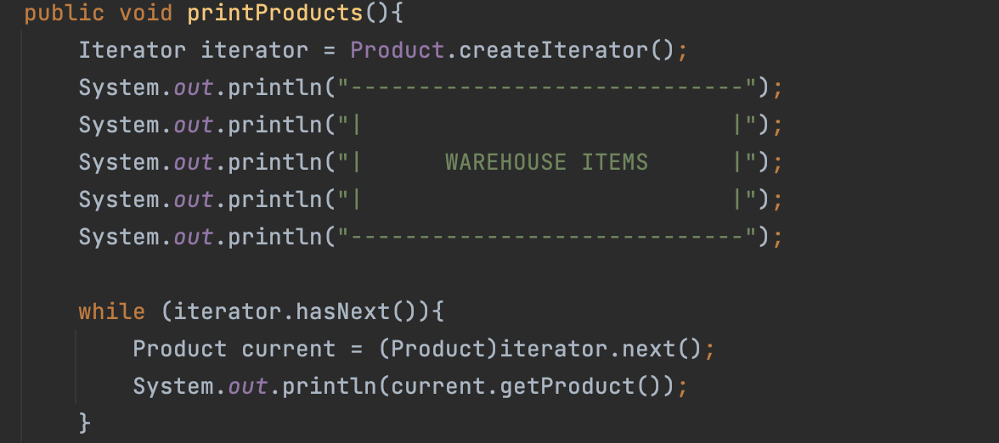 public void printProducts(){
    Iterator iterator = Product.createIterator();
    System.out.println("-----------------------------");
    System.out.println("|                           |");
    System.out.println("|      WAREHOUSE ITEMS      |");
    System.out.println("|                           |");
    System.out.println("-----------------------------");

    while (iterator.hasNext()){
        Product current = (Product)iterator.next();
        System.out.println(current.getProduct());
    }